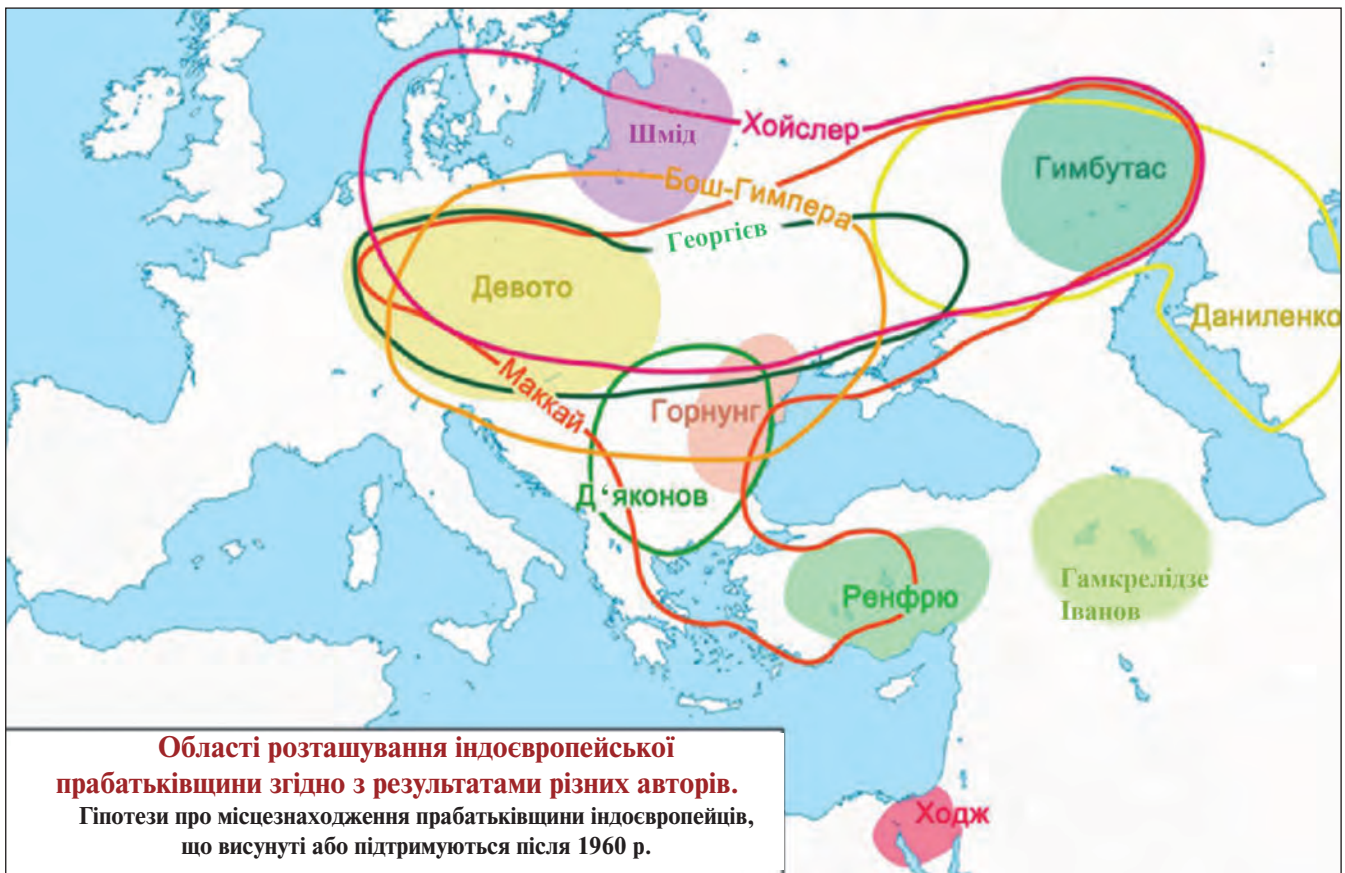 Шмід
Хойслер
Гимбутас
Бош-Гимпера
Георгієв
Девото
Даниленко
Маккай
Горнунг
Д‘яконов
Ренфрю
Гамкрелідзе
Іванов
Ходж
Області розташування індоєвропейської
прабатьківщини згідно з результатами різних авторів.
Гіпотези про місцезнаходження прабатьківщини індоєвропейців,
що висунуті або підтримуються після 1960 р.